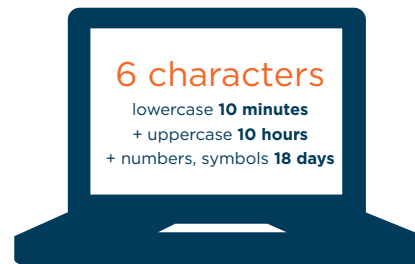 6 characters
lowercase 10 minutes
+ uppercase 10 hours
+ numbers, symbols 18 days